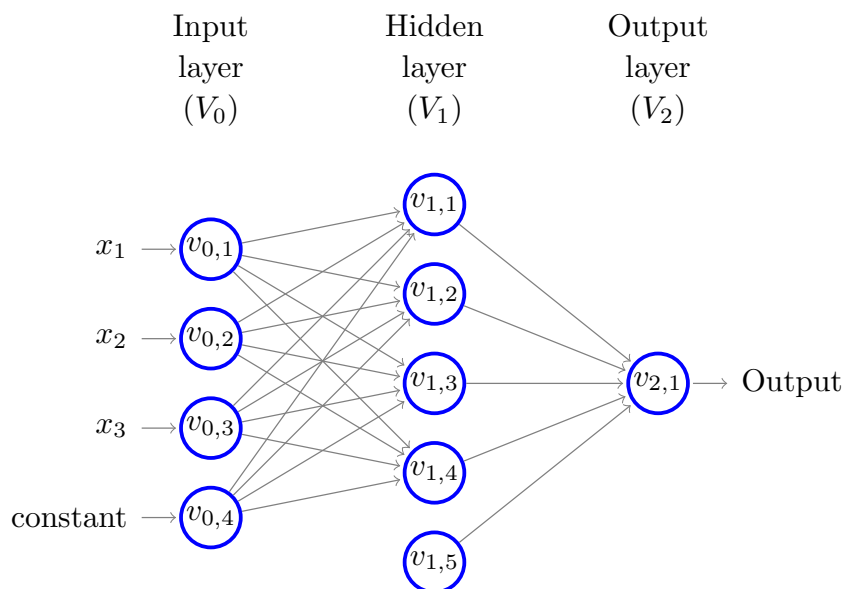 Input layer (V₀)
Hidden layer (V₁)
Output layer (V₂)
x₁
x₂
x₃
constant
v₀,₁
v₀,₂
v₀,₃
v₀,₄
v₁,₁
v₁,₂
v₁,₃
v₁,₄
v₁,₅
v₂,₁
Output